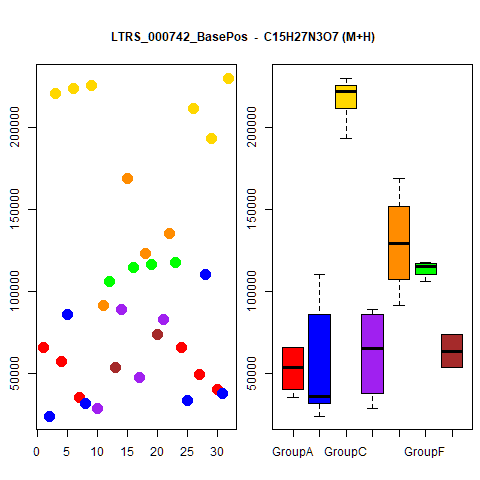 LTRS_000742_BasePos - C15H27N3O7 (M+H)
200000
150000
100000
50000
0 5 10 15 20 25 30
200000
150000
100000
50000
GroupA GroupC GroupF